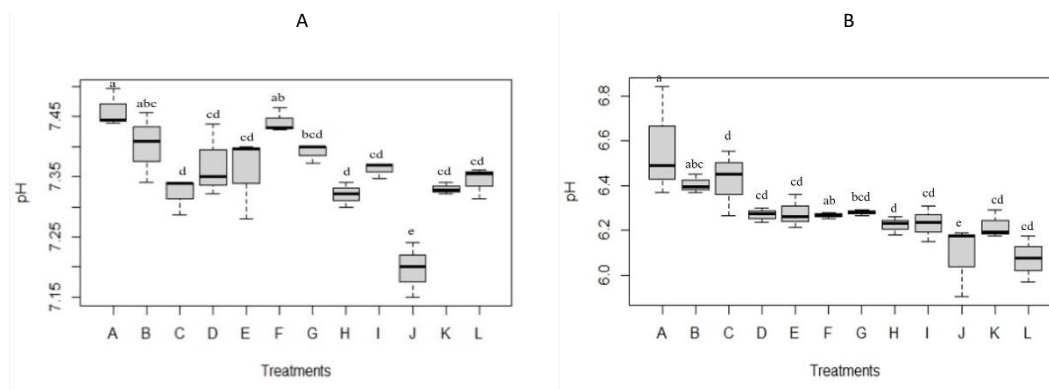 A
a
abc
d
cd
cd
ab
bcd
d
cd
e
cd
cd
7.45
7.35
7.25
7.15
pH
A B C D E F G H I J K L
Treatments
B
a
abc
d
cd
cd
ab
bcd
d
cd
e
cd
cd
6.8
6.6
6.4
6.2
6.0
pH
A B C D E F G H I J K L
Treatments